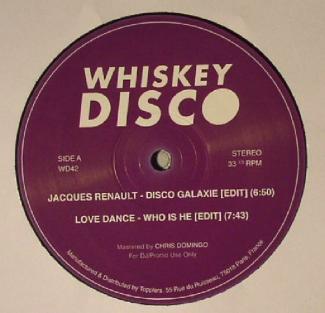 WHISKEY
DISCO
SIDE A
WD42
STEREO
33 1/3 RPM
JACQUES RENAULT - DISCO GALAXIE [EDIT] (6:50)
LOVE DANCE - WHO IS HE [EDIT] (7:43)
Mastered by CHRIS DOMINGO
For DJ/Promo Use Only
Manufactured & Distributed by Topplers. 55 Rue du Ruisseau, 75018 Paris, France.